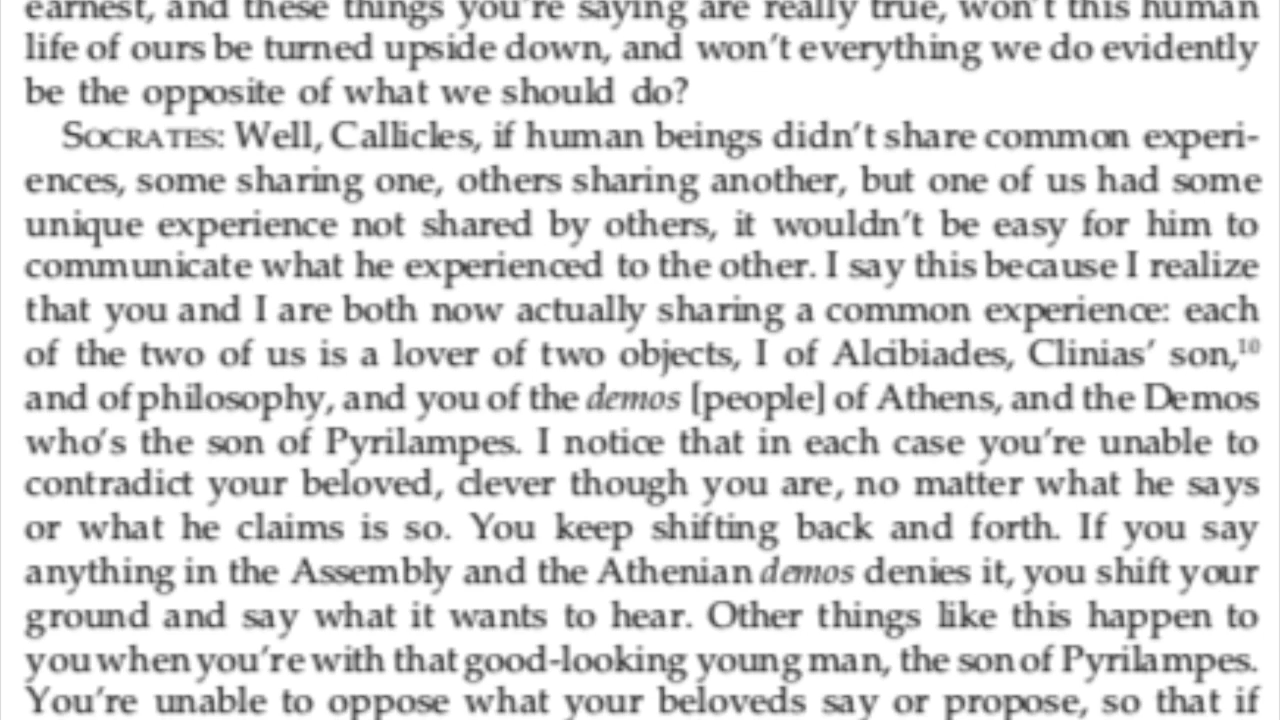 earnest, and these things you're saying are really true, won't this human
life of ours be turned upside down, and won't everything we do evidently
be the opposite of what we should do?
SOCRATES: Well, Callicles, if human beings didn't share common experi-
ences, some sharing one, others sharing another, but one of us had some
unique experience not shared by others, it wouldn't be easy for him to
communicate what he experienced to the other. I say this because I realize
that you and I are both now actually sharing a common experience: each
of the two of us is a lover of two objects, I of Alcibiades, Clinias' son,¹⁰
and of philosophy, and you of the demos [people] of Athens, and the Demos
who's the son of Pyrilampes. I notice that in each case you're unable to
contradict your beloved, clever though you are, no matter what he says
or what he claims is so. You keep shifting back and forth. If you say
anything in the Assembly and the Athenian demos denies it, you shift your
ground and say what it wants to hear. Other things like this happen to
you when you're with that good-looking young man, the son of Pyrilampes.
You're unable to oppose what your beloveds say or propose, so that if